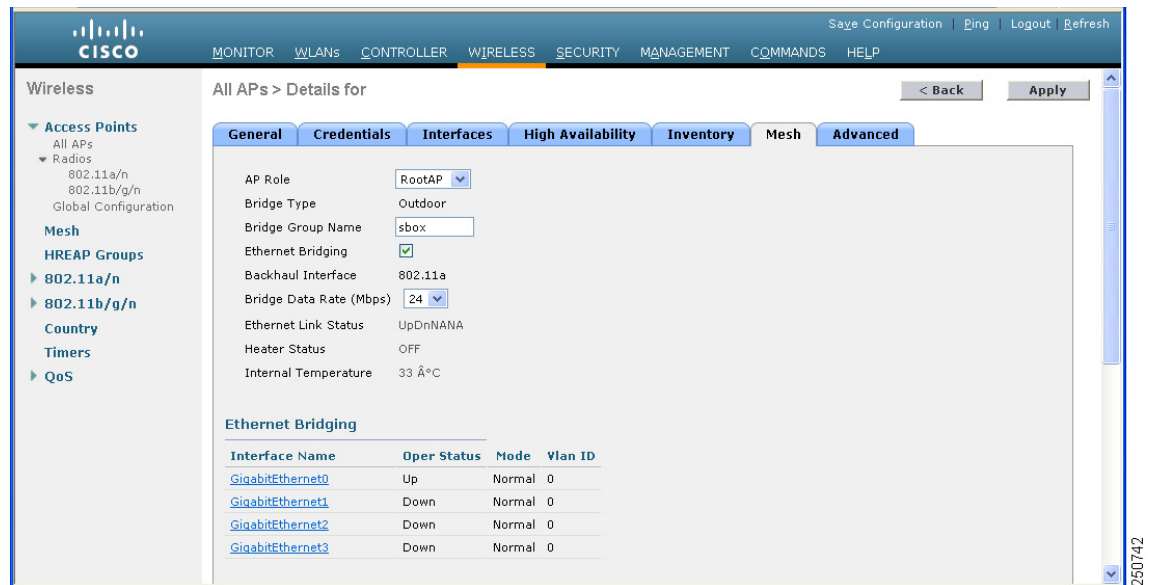 Save Configuration | Ping | Logout | Refresh
CISCO
MONITOR WLANs CONTROLLER WIRELESS SECURITY MANAGEMENT COMMANDS HELP
Wireless
Access Points
All APs
Radios
802.11a/n
802.11b/g/n
Global Configuration
Mesh
HREAP Groups
802.11a/n
802.11b/g/n
Country
Timers
QoS
All APs > Details for
< Back
Apply
General Credentials Interfaces High Availability Inventory Mesh Advanced
AP Role RootAP
Bridge Type Outdoor
Bridge Group Name sbox
Ethernet Bridging
Backhaul Interface 802.11a
Bridge Data Rate (Mbps) 24
Ethernet Link Status UpDnNANA
Heater Status OFF
Internal Temperature 33 Â°C
Ethernet Bridging
Interface Name Oper Status Mode Vlan ID
GigabitEthernet0 Up Normal 0
GigabitEthernet1 Down Normal 0
GigabitEthernet2 Down Normal 0
GigabitEthernet3 Down Normal 0
250742